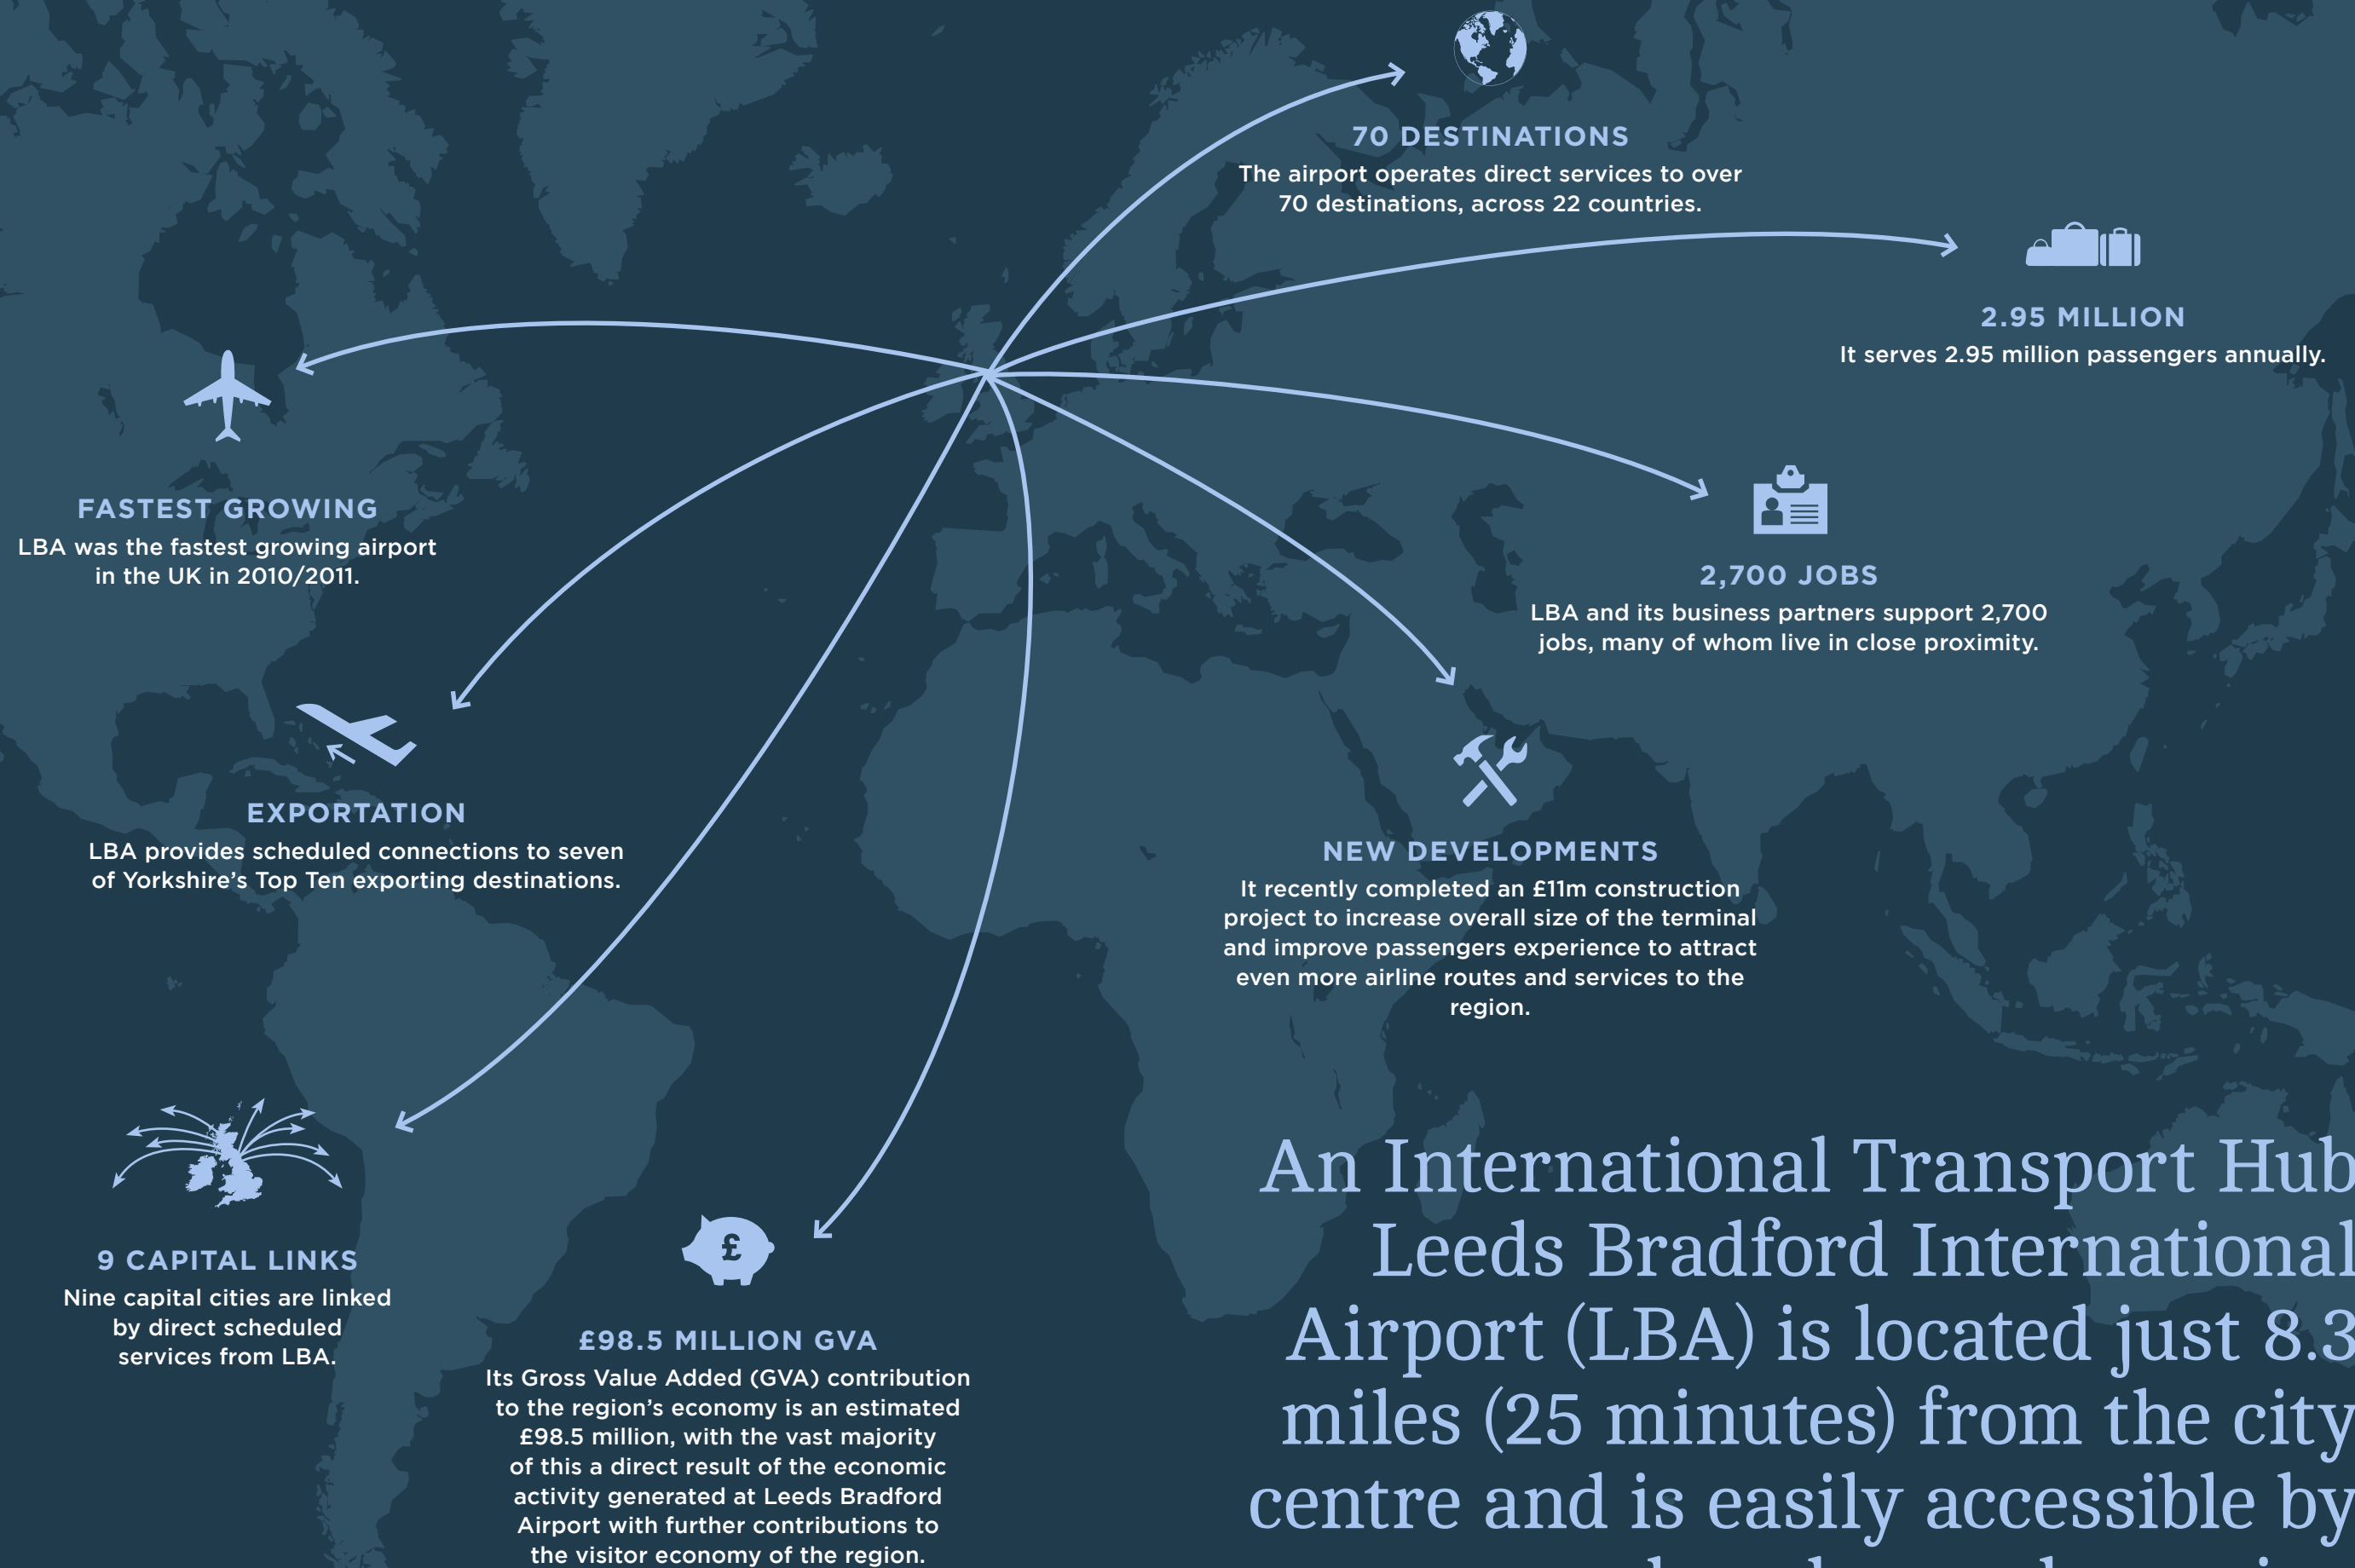 70 DESTINATIONS
The airport operates direct services to over
70 destinations, across 22 countries.
2.95 MILLION
It serves 2.95 million passengers annually.
FASTEST GROWING
LBA was the fastest growing airport
in the UK in 2010/2011.
2,700 JOBS
LBA and its business partners support 2,700
jobs, many of whom live in close proximity.
EXPORTATION
LBA provides scheduled connections to seven
of Yorkshire’s Top Ten exporting destinations.
NEW DEVELOPMENTS
It recently completed an £11m construction
project to increase overall size of the terminal
and improve passengers experience to attract
even more airline routes and services to the
region.
9 CAPITAL LINKS
Nine capital cities are linked
by direct scheduled
services from LBA.
£
£98.5 MILLION GVA
Its Gross Value Added (GVA) contribution
to the region’s economy is an estimated
£98.5 million, with the vast majority
of this a direct result of the economic
activity generated at Leeds Bradford
Airport with further contributions to
the visitor economy of the region.
An International Transport Hub
Leeds Bradford International
Airport (LBA) is located just 8.3
miles (25 minutes) from the city
centre and is easily accessible by